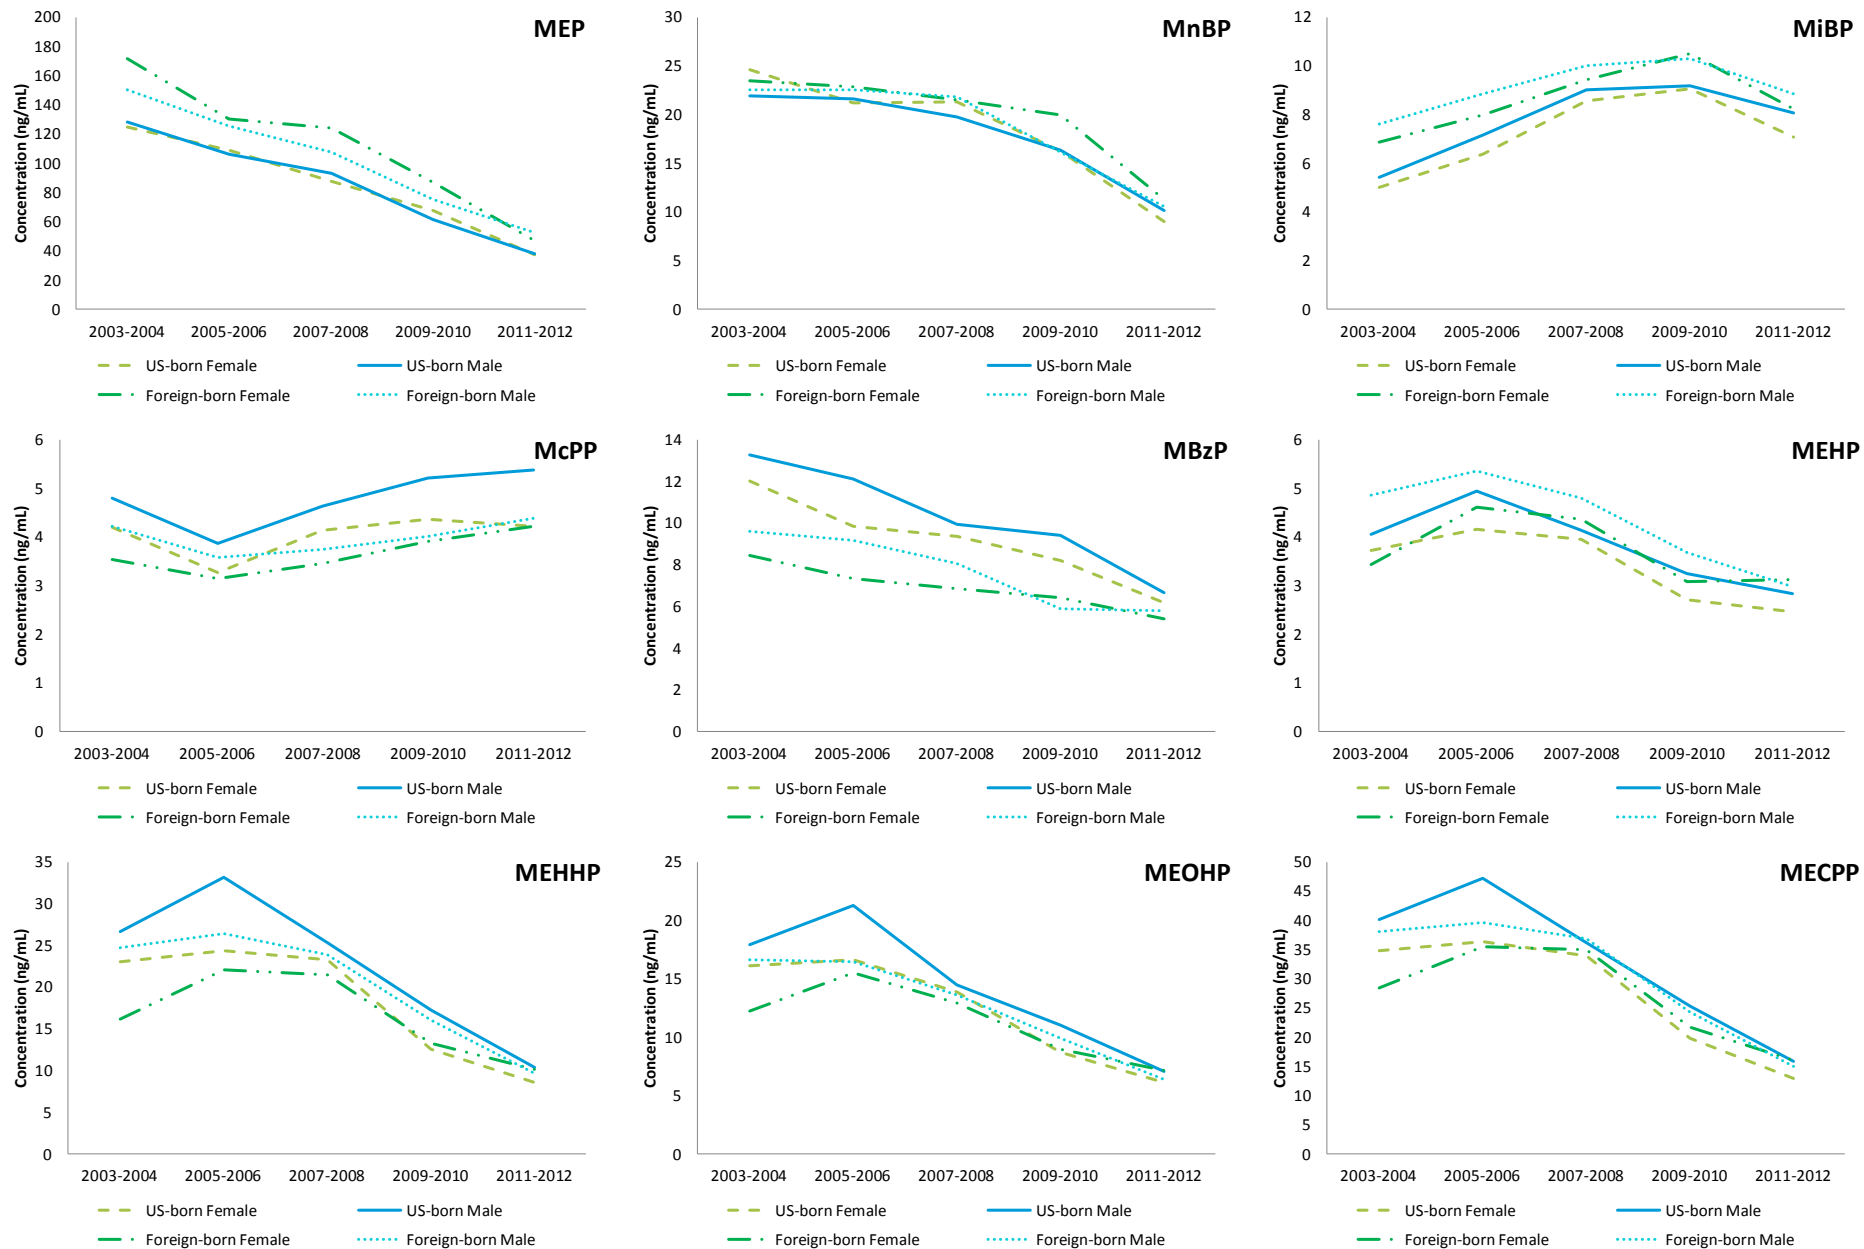 MEP
Concentration (ng/mL)
200
180
160
140
120
100
80
60
40
20
0
2003-2004 2005-2006 2007-2008 2009-2010 2011-2012
US-born Female US-born Male
Foreign-born Female Foreign-born Male
MnBP
Concentration (ng/mL)
30
25
20
15
10
5
0
2003-2004 2005-2006 2007-2008 2009-2010 2011-2012
US-born Female US-born Male
Foreign-born Female Foreign-born Male
MiBP
Concentration (ng/mL)
12
10
8
6
4
2
0
2003-2004 2005-2006 2007-2008 2009-2010 2011-2012
US-born Female US-born Male
Foreign-born Female Foreign-born Male
McPP
Concentration (ng/mL)
6
5
4
3
2
1
0
2003-2004 2005-2006 2007-2008 2009-2010 2011-2012
US-born Female US-born Male
Foreign-born Female Foreign-born Male
MBzP
Concentration (ng/mL)
14
12
10
8
6
4
2
0
2003-2004 2005-2006 2007-2008 2009-2010 2011-2012
US-born Female US-born Male
Foreign-born Female Foreign-born Male
MEHP
Concentration (ng/mL)
6
5
4
3
2
1
0
2003-2004 2005-2006 2007-2008 2009-2010 2011-2012
US-born Female US-born Male
Foreign-born Female Foreign-born Male
MEHHP
Concentration (ng/mL)
35
30
25
20
15
10
5
0
2003-2004 2005-2006 2007-2008 2009-2010 2011-2012
US-born Female US-born Male
Foreign-born Female Foreign-born Male
MEOHP
Concentration (ng/mL)
25
20
15
10
5
0
2003-2004 2005-2006 2007-2008 2009-2010 2011-2012
US-born Female US-born Male
Foreign-born Female Foreign-born Male
MECPP
Concentration (ng/mL)
50
45
40
35
30
25
20
15
10
5
0
2003-2004 2005-2006 2007-2008 2009-2010 2011-2012
US-born Female US-born Male
Foreign-born Female Foreign-born Male